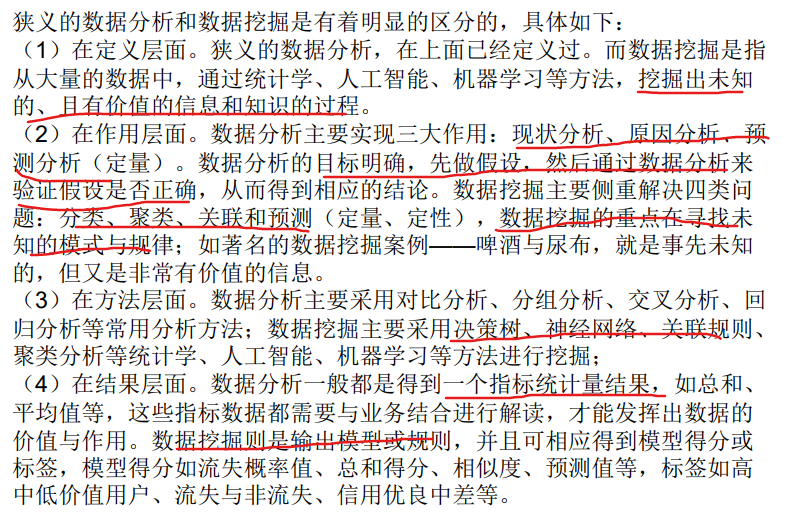 狭义的数据分析和数据挖掘是有着明显的区分的，具体如下：
（1）在定义层面。狭义的数据分析，在上面已经定义过。而数据挖掘是指
从大量的数据中，通过统计学、人工智能、机器学习等方法，挖掘出未知
的、且有价值的信息和知识的过程。
（2）在作用层面。数据分析主要实现三大作用：现状分析、原因分析、预
测分析（定量）。数据分析的目标明确，先做假设，然后通过数据分析来
验证假设是否正确，从而得到相应的结论。数据挖掘主要侧重解决四类问
题：分类、聚类、关联和预测（定量、定性），数据挖掘的重点在寻找未
知的模式与规律；如著名的数据挖掘案例——啤酒与尿布，就是事先未知
的，但又是非常有价值的信息。
（3）在方法层面。数据分析主要采用对比分析、分组分析、交叉分析、回
归分析等常用分析方法；数据挖掘主要采用决策树、神经网络、关联规则、
聚类分析等统计学、人工智能、机器学习等方法进行挖掘；
（4）在结果层面。数据分析一般都是得到一个指标统计量结果，如总和、
平均值等，这些指标数据都需要与业务结合进行解读，才能发挥出数据的
价值与作用。数据挖掘则是输出模型或规则，并且可相应得到模型得分或
标签，模型得分如流失概率值、总和得分、相似度、预测值等，标签如高
中低价值用户、流失与非流失、信用优良中差等。